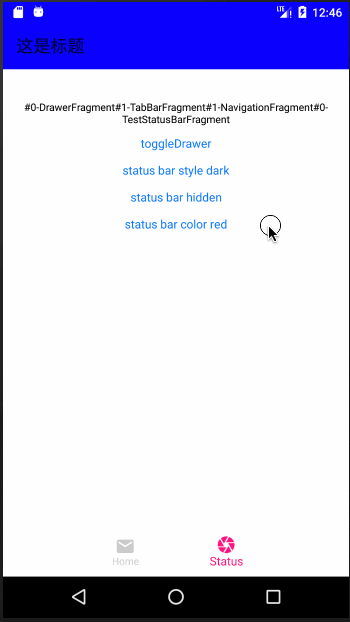 LTE 12:46
这是标题
#0-DrawerFragment#1-TabBarFragment#1-NavigationFragment#0-
TestStatusBarFragment
toggleDrawer
status bar style dark
status bar hidden
status bar color red
Home
Status